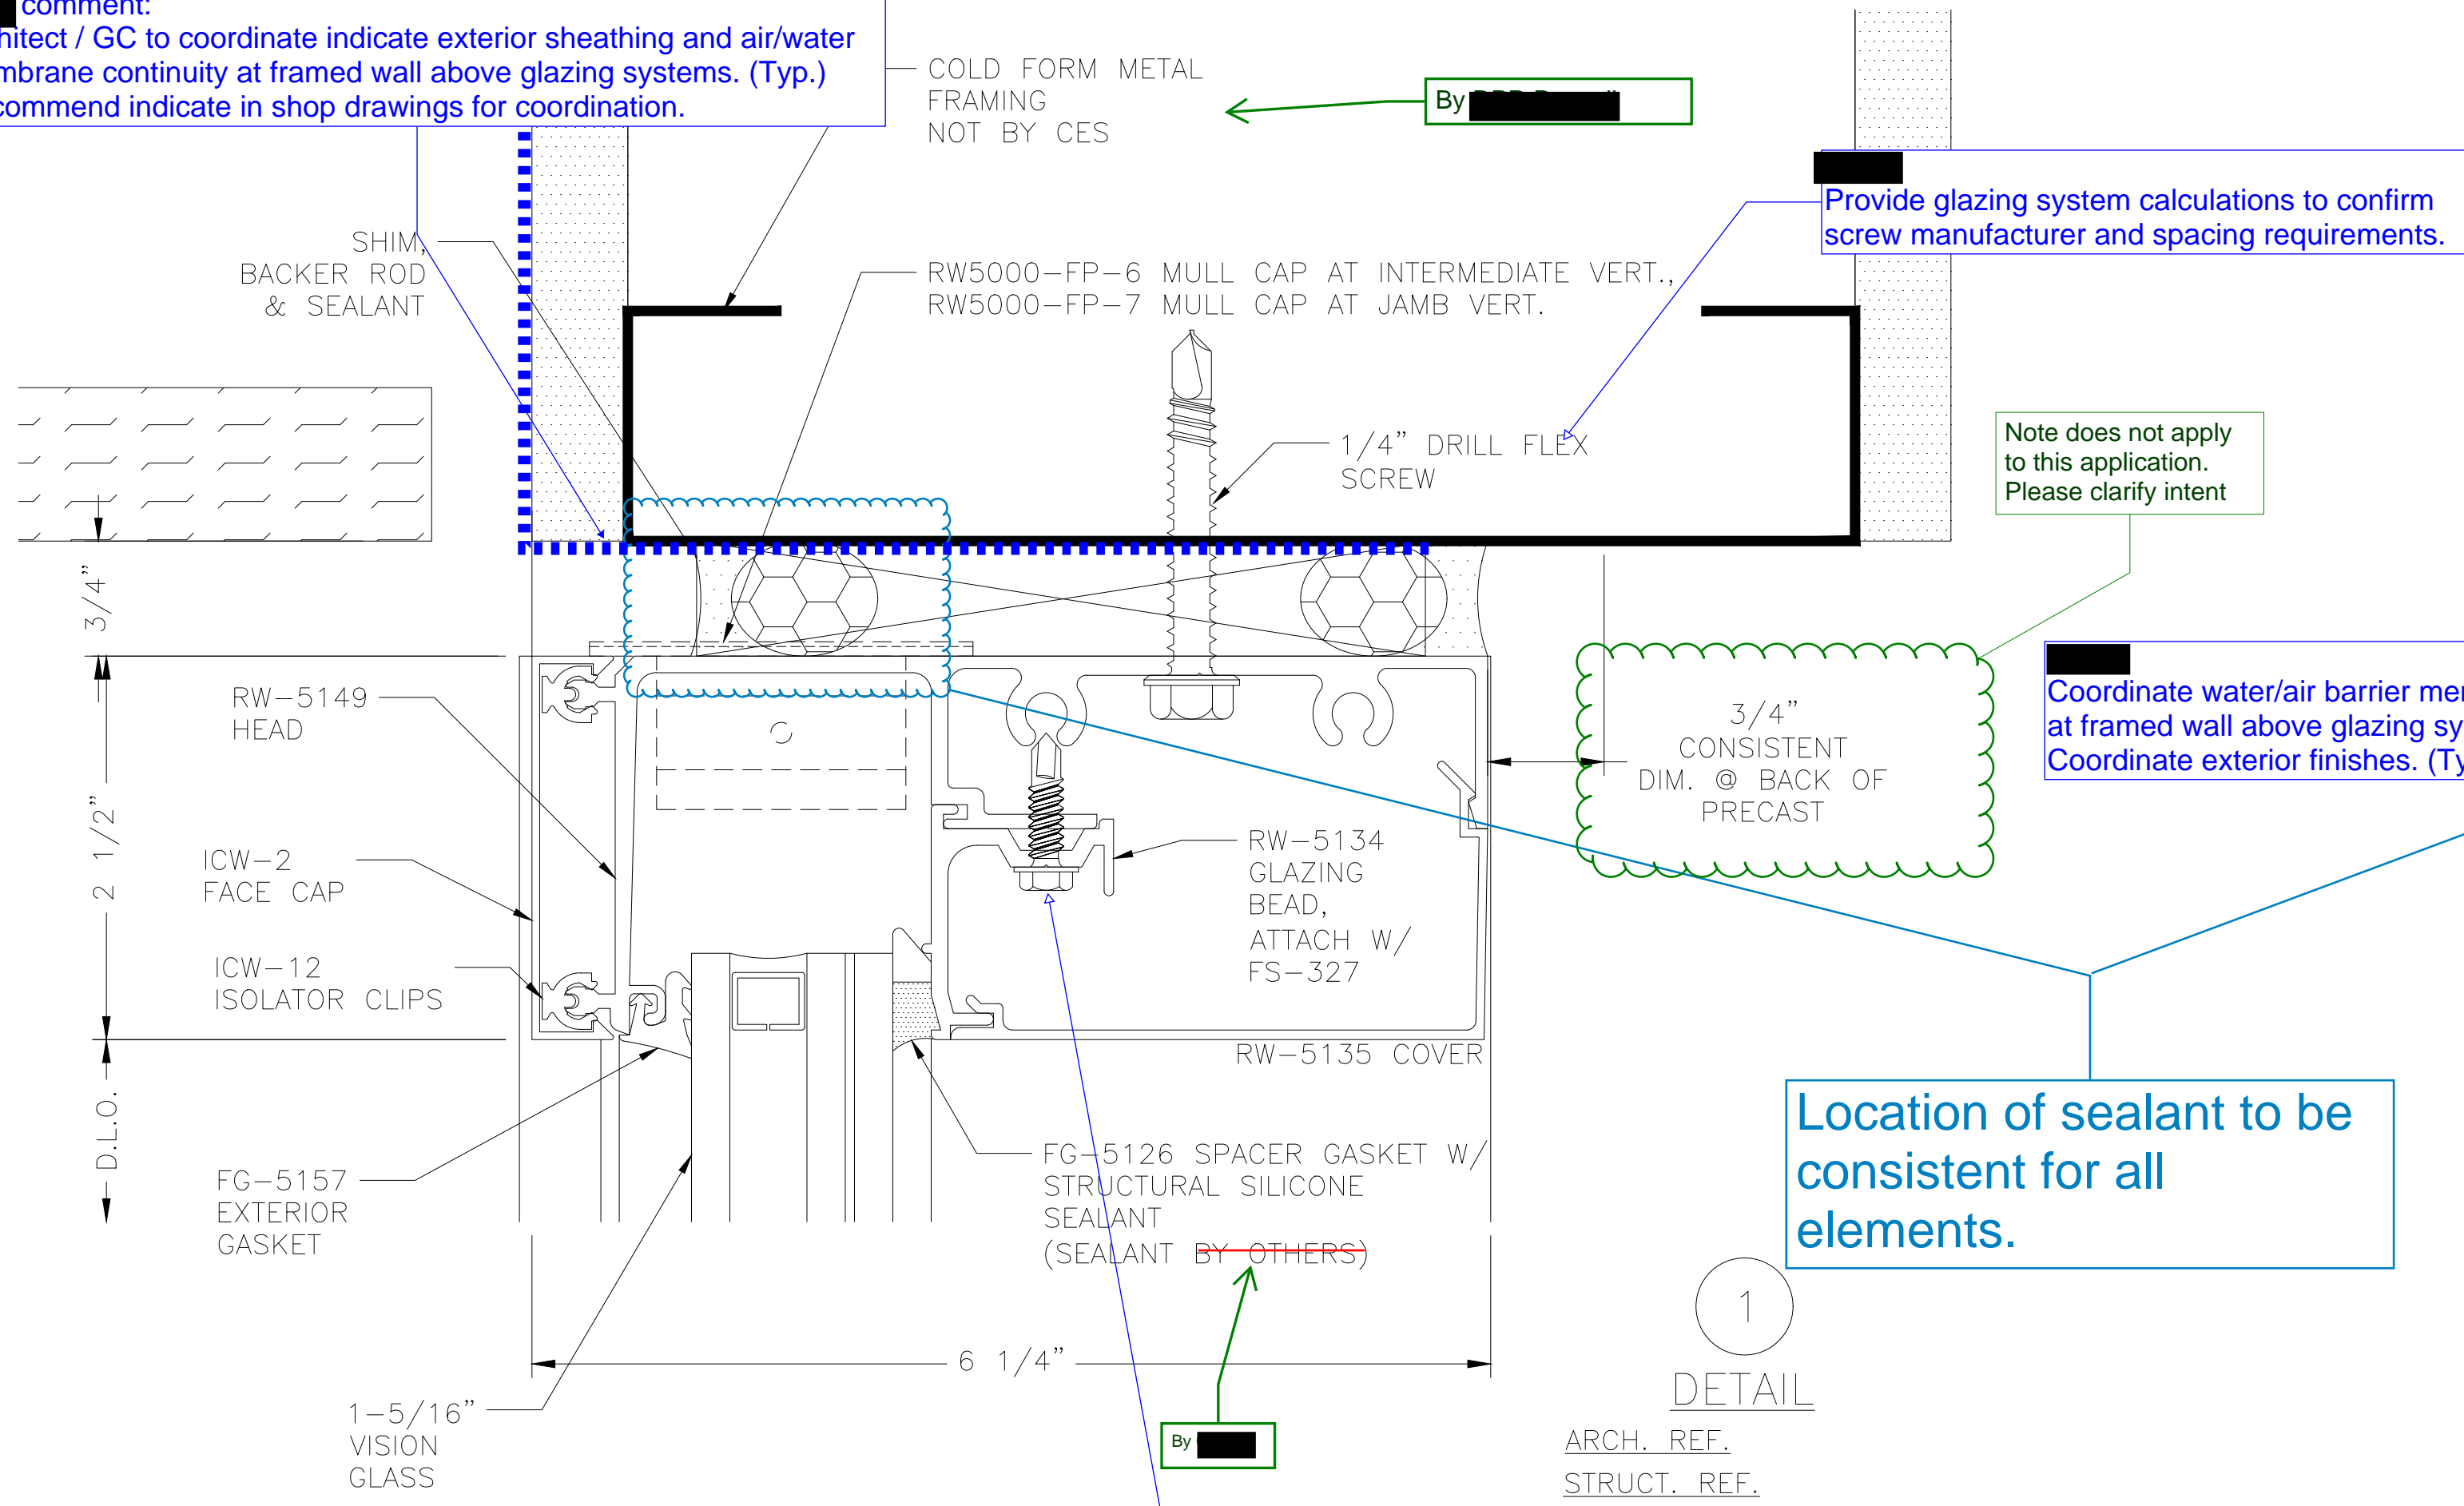 comment:
hitect / GC to coordinate indicate exterior sheathing and air/water
mbrane continuity at framed wall above glazing systems. (Typ.)
commend indicate in shop drawings for coordination.
COLD FORM METAL
FRAMING
NOT BY CES
By
Provide glazing system calculations to confirm
screw manufacturer and spacing requirements.
SHIM,
BACKER ROD
& SEALANT
RW5000-FP-6 MULL CAP AT INTERMEDIATE VERT.,
RW5000-FP-7 MULL CAP AT JAMB VERT.
1/4" DRILL FLEX
SCREW
Note does not apply
to this application.
Please clarify intent
3/4"
RW-5149
HEAD
3/4"
CONSISTENT
DIM. @ BACK OF
PRECAST
Coordinate water/air barrier
at framed wall above glazing
Coordinate exterior finishes.
2 1/2"
ICW-2
FACE CAP
RW-5134
GLAZING
BEAD,
ATTACH W/
FS-327
ICW-12
ISOLATOR CLIPS
RW-5135 COVER
D.L.O.
FG-5157
EXTERIOR
GASKET
FG-5126 SPACER GASKET W/
STRUCTURAL SILICONE
SEALANT
(SEALANT BY OTHERS)
Location of sealant to be
consistent for all
elements.
6 1/4"
1
DETAIL
1-5/16"
VISION
GLASS
By
ARCH. REF.
STRUCT. REF.